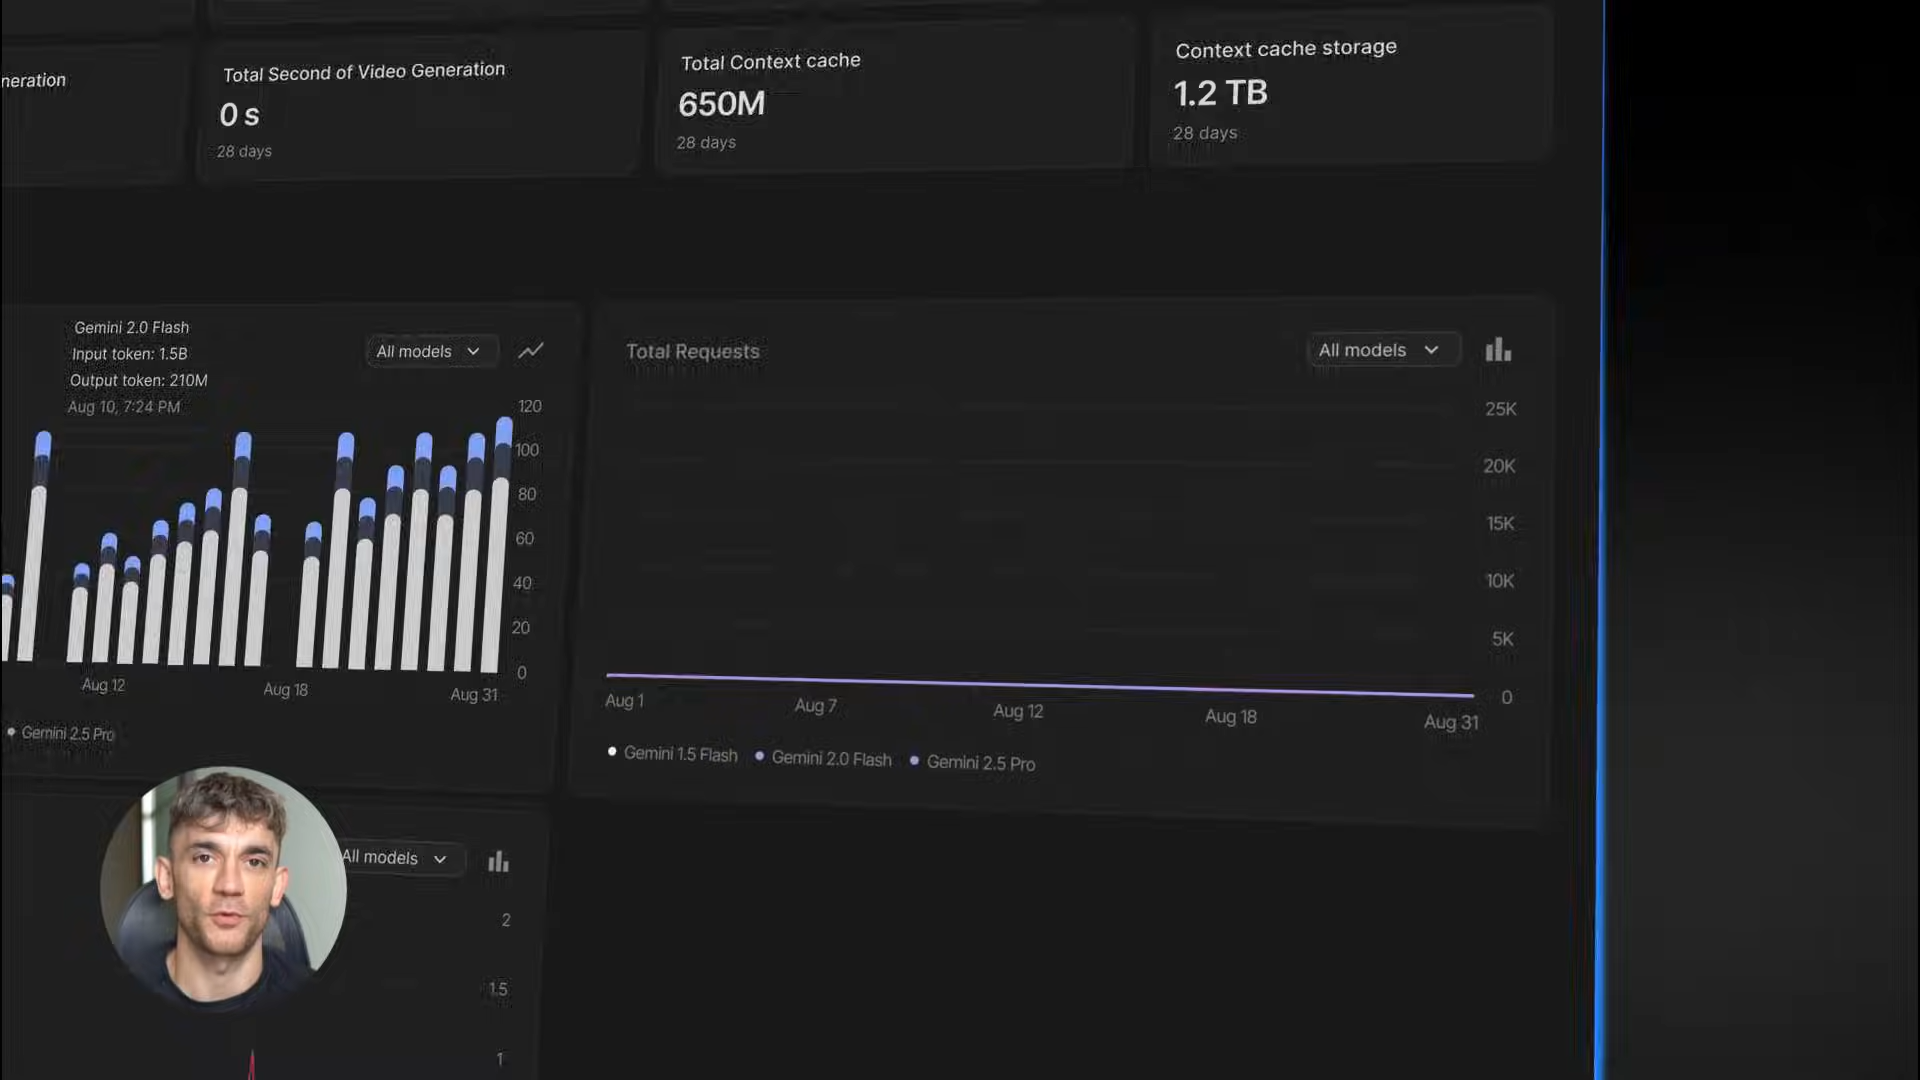 neration
Total Second of Video Generation
0 s
28 days
Total Context cache
650M
28 days
Context cache storage
1.2 TB
28 days
Gemini 2.0 Flash
Input token: 1.5B
Output token: 210M
Aug 10, 7:24 PM
All models
120
100
80
60
40
20
0
Aug 12
Aug 18
Aug 31
Gemini 2.5 Pro
Total Requests
All models
25K
20K
15K
10K
5K
0
Aug 1
Aug 7
Aug 12
Aug 18
Aug 31
Gemini 1.5 Flash
Gemini 2.0 Flash
Gemini 2.5 Pro
All models
2
1.5
1